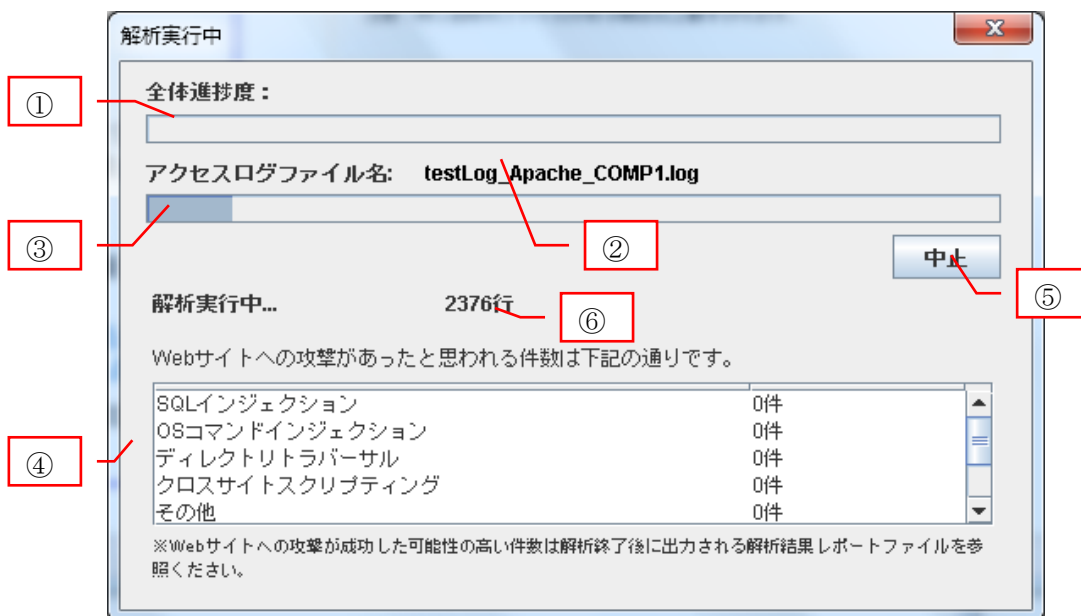 解析実行中
① 全体進捗度：
アクセスログファイル名: testLog_Apache_COMP1.log
③ ②
中止
⑤
解析実行中... 2376行
⑥
Webサイトへの攻撃があったと思われる件数は下記の通りです。
SQLインジェクション 0件
OSコマンドインジェクション 0件
④ ディレクトリトラバーサル 0件
クロスサイトスクリプティング 0件
その他 0件
※Webサイトへの攻撃が成功した可能性の高い件数は解析終了後に出力される解析結果レポートファイルを参
照ください。